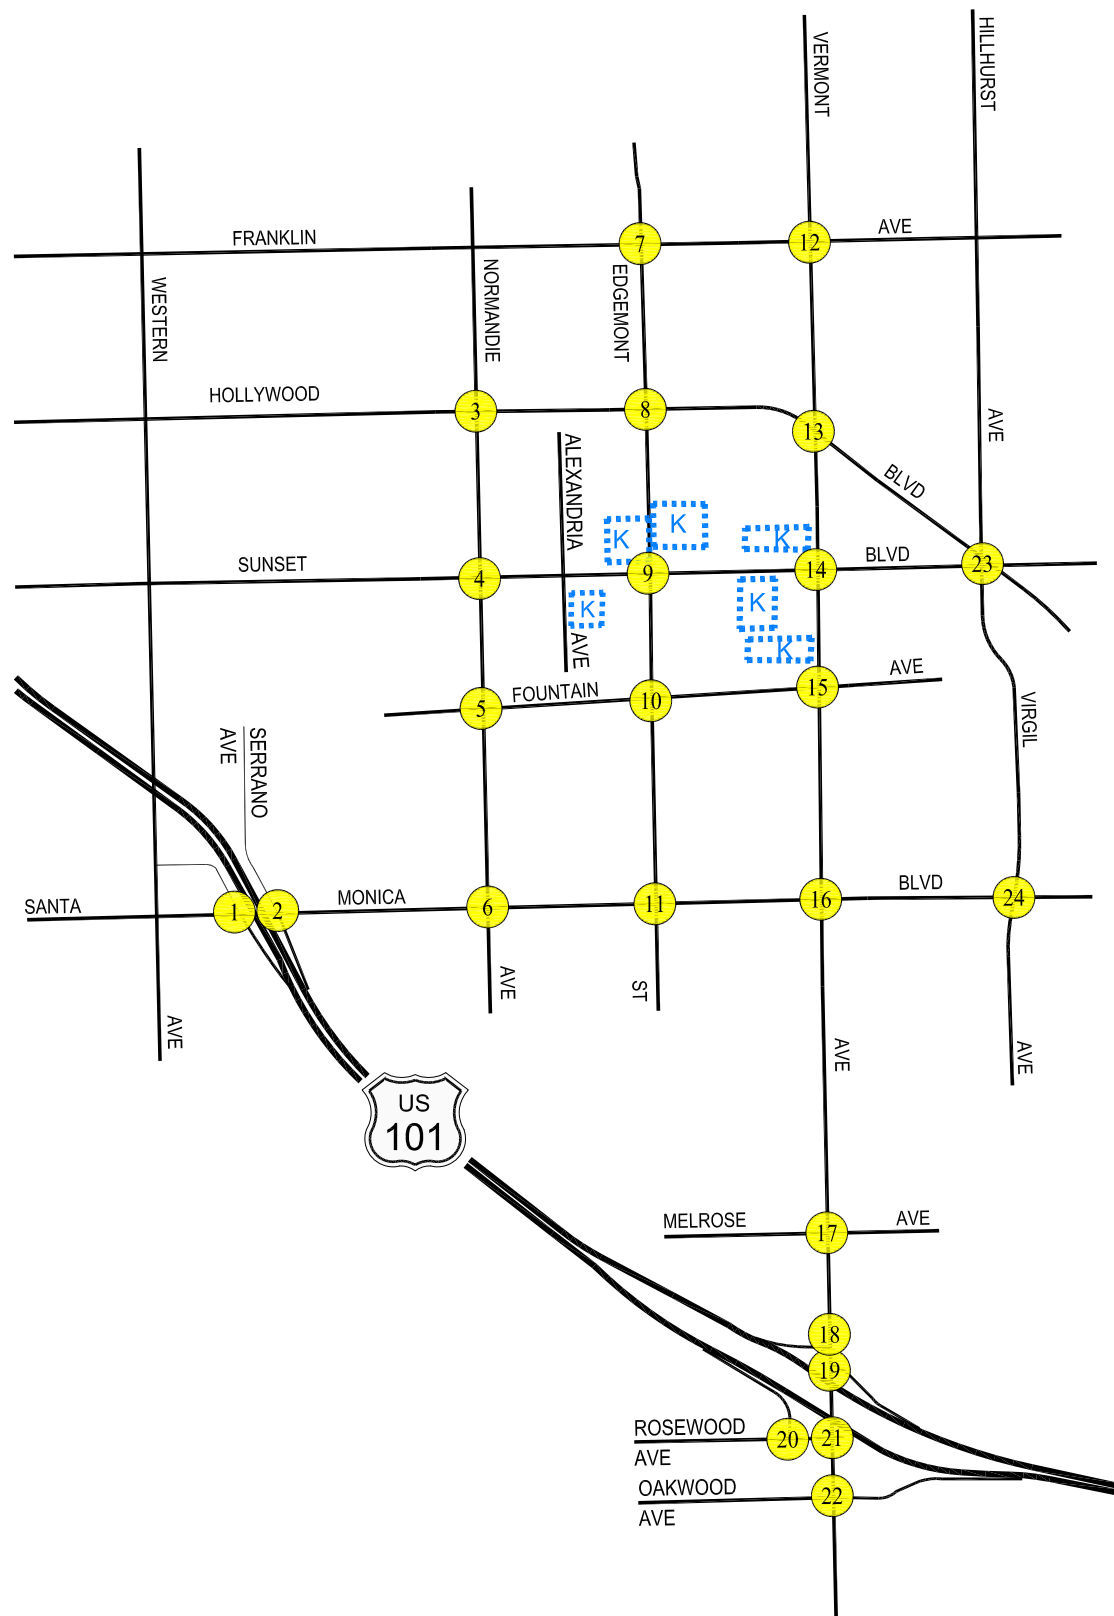 VERMONT
HILLHURST
FRANKLIN
AVE
7
12
WESTERN
NORMANDIE
EDGEMONT
HOLLYWOOD
3
8
13
AVE
ALEXANDRIA
BLVD
K
K
K
SUNSET
4
9
14
BLVD
23
K
K
AVE
K
FOUNTAIN
AVE
5
10
15
VIRGIL
SERRANO
AVE
SANTA
1
2
MONICA
6
11
16
BLVD
24
AVE
ST
AVE
AVE
AVE
US
101
MELROSE
17
AVE
18
19
ROSEWOOD
AVE
20
21
OAKWOOD
AVE
22